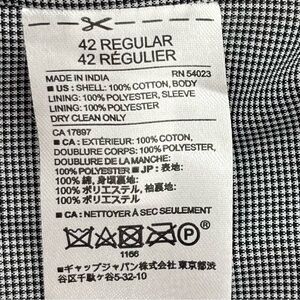 42 REGULAR
42 RÉGULIER
MADE IN INDIA RN 54023
■ US : SHELL: 100% COTTON, BODY
LINING: 100% POLYESTER, SLEEVE
LINING: 100% POLYESTER
DRY CLEAN ONLY
CA 17897
■ CA : EXTÉRIEUR: 100% COTON,
DOUBLURE CORPS: 100% POLYESTER,
DOUBLURE DE LA MANCHE:
100% POLYESTER ■ JP : 表地:
100% 綿, 身頃裏地:
100% ポリエステル, 袖裏地:
100% ポリエステル
■ CA : NETTOYER À SEC SEULEMENT
P
1166
■ギャップジャパン株式会社 東京都渋
谷区千駄ケ谷5-32-10